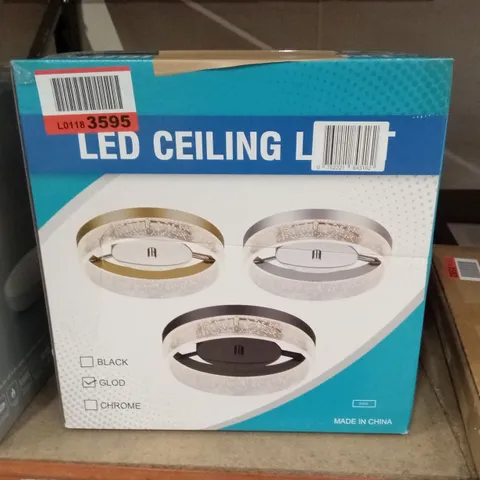 L0118 3595
LED CEILING L T
BLACK
GLOD
CHROME
MADE IN CHINA